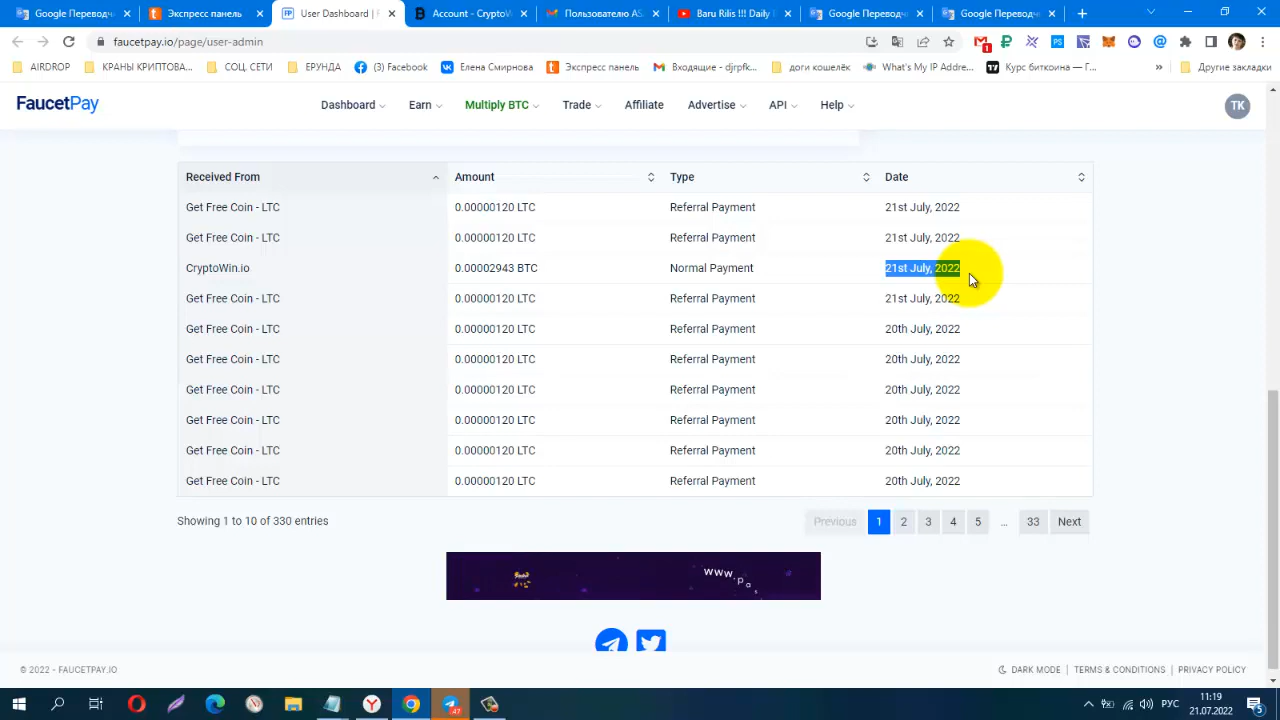 Google Переводч
Экспресс панель
User Dashboard | F
Account - CryptoW
Пользователю AS
Baru Rilis !!! Daily
Google Переводч
Google Переводч
faucetpay.io/page/user-admin
AIRDROP
КРАНЫ КРИПТОВА...
СОЦ. СЕТИ
ЕРУНДА
(3) Facebook
Елена Смирнова
Экспресс панель
Входящие - djrpfk...
доги кошелёк
What's My IP Addre...
Курс биткоина — Г...
»
Другие закладки
FaucetPay
Dashboard
Earn
Multiply BTC
Trade
Affiliate
Advertise
API
Help
TK
Received From Amount Type Date
Get Free Coin - LTC 0.00000120 LTC Referral Payment 21st July, 2022
Get Free Coin - LTC 0.00000120 LTC Referral Payment 21st July, 2022
CryptoWin.io 0.00002943 BTC Normal Payment 21st July, 2022
Get Free Coin - LTC 0.00000120 LTC Referral Payment 21st July, 2022
Get Free Coin - LTC 0.00000120 LTC Referral Payment 20th July, 2022
Get Free Coin - LTC 0.00000120 LTC Referral Payment 20th July, 2022
Get Free Coin - LTC 0.00000120 LTC Referral Payment 20th July, 2022
Get Free Coin - LTC 0.00000120 LTC Referral Payment 20th July, 2022
Get Free Coin - LTC 0.00000120 LTC Referral Payment 20th July, 2022
Get Free Coin - LTC 0.00000120 LTC Referral Payment 20th July, 2022
Showing 1 to 10 of 330 entries
Previous 1 2 3 4 5 ... 33 Next
www.pas
© 2022 - FAUCETPAY.IO
DARK MODE | TERMS & CONDITIONS | PRIVACY POLICY
РУС
11:19
21.07.2022